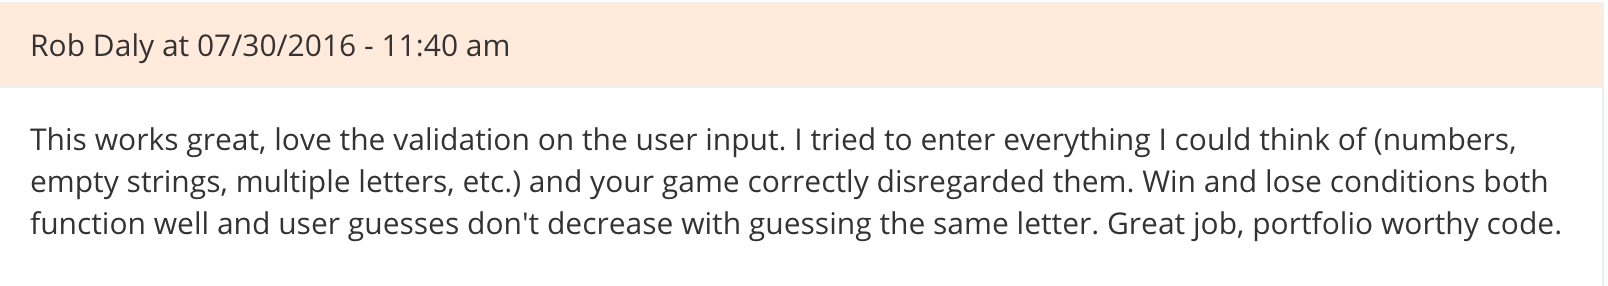 Rob Daly at 07/30/2016 - 11:40 am
This works great, love the validation on the user input. I tried to enter everything I could think of (numbers,
empty strings, multiple letters, etc.) and your game correctly disregarded them. Win and lose conditions both
function well and user guesses don't decrease with guessing the same letter. Great job, portfolio worthy code.